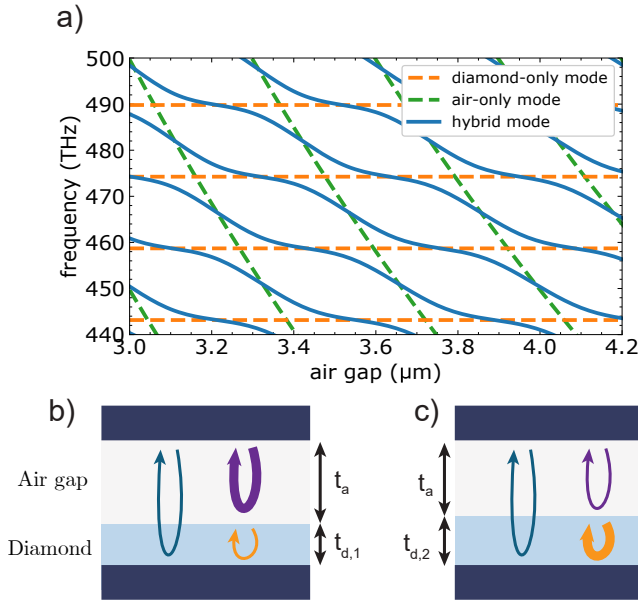 a)
500
490
480
470
460
450
440
frequency (THz)
diamond-only mode
air-only mode
hybrid mode
3.0 3.2 3.4 3.6 3.8 4.0 4.2
air gap (μm)
b)
c)
Air gap
Diamond
t_a
t_d,1
t_a
t_d,2